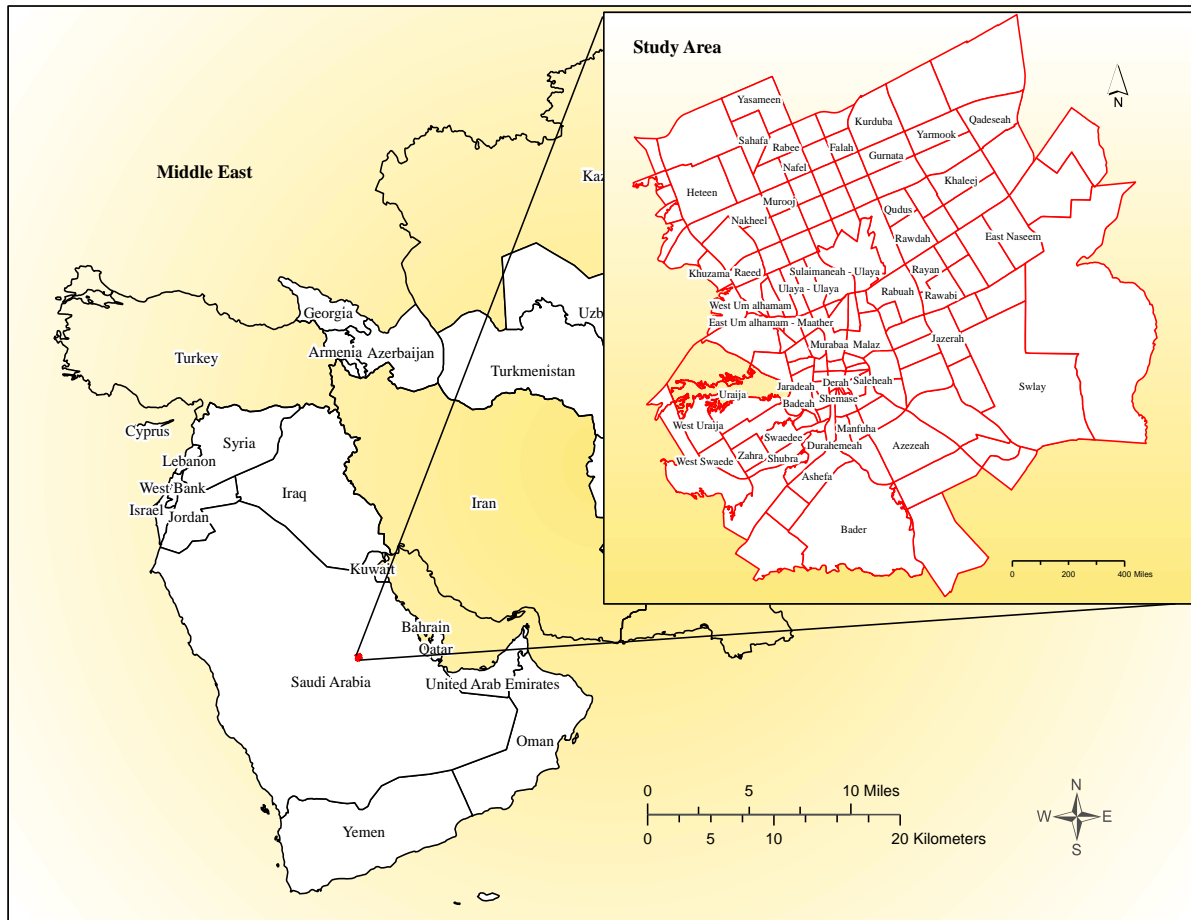 Middle East
Kaz
Georgia
Uzb
Armenia
Azerbaijan
Turkey
Turkmenistan
Cyprus
Syria
Lebanon
West Bank
Iraq
Iran
Israel
Jordan
Kuwait
Bahrain
Qatar
Saudi Arabia
United Arab Emirates
Oman
Yemen
0 5 10 Miles
0 5 10 20 Kilometers
N
W E
S
Study Area
N
Yasameen
Kurduba
Qadeseah
Sahafa
Rabee
Falah
Yarmook
Nafel
Gurnata
Heteen
Khaleej
Murooj
Nakheel
Qudus
Rawdah
East Naseem
Khuzama
Raeed
Sulaimaneah - Ulaya
Rayan
Ulaya - Ulaya
Rabuah
Rawabi
West Um alhamam
East Um alhamam - Maather
Murabaa
Malaz
Jazerah
Jaradeah
Derah
Saleheah
Swlay
Uraija
Badeah
Shemase
West Uraija
Manfuha
Swaedee
Durahemeah
Azezeah
West Swaede
Zahra
Shubra
Ashefa
Bader
0 200 400 Miles